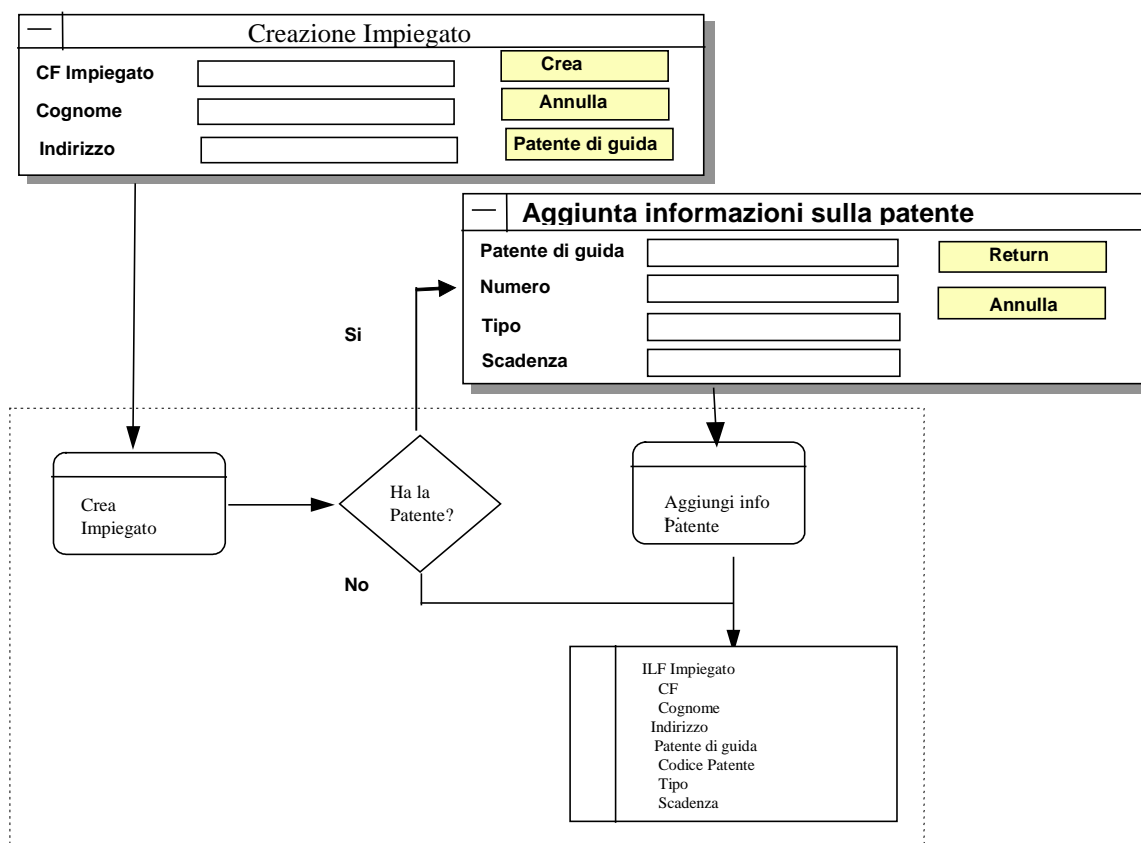 Creazione Impiegato
CF Impiegato
Crea
Cognome
Annulla
Indirizzo
Patente di guida
Aggiunta informazioni sulla patente
Patente di guida
Return
Numero
Annulla
Tipo
Scadenza
Si
Crea
Impiegato
Ha la
Patente?
Aggiungi info
Patente
No
ILF Impiegato
CF
Cognome
Indirizzo
Patente di guida
Codice Patente
Tipo
Scadenza